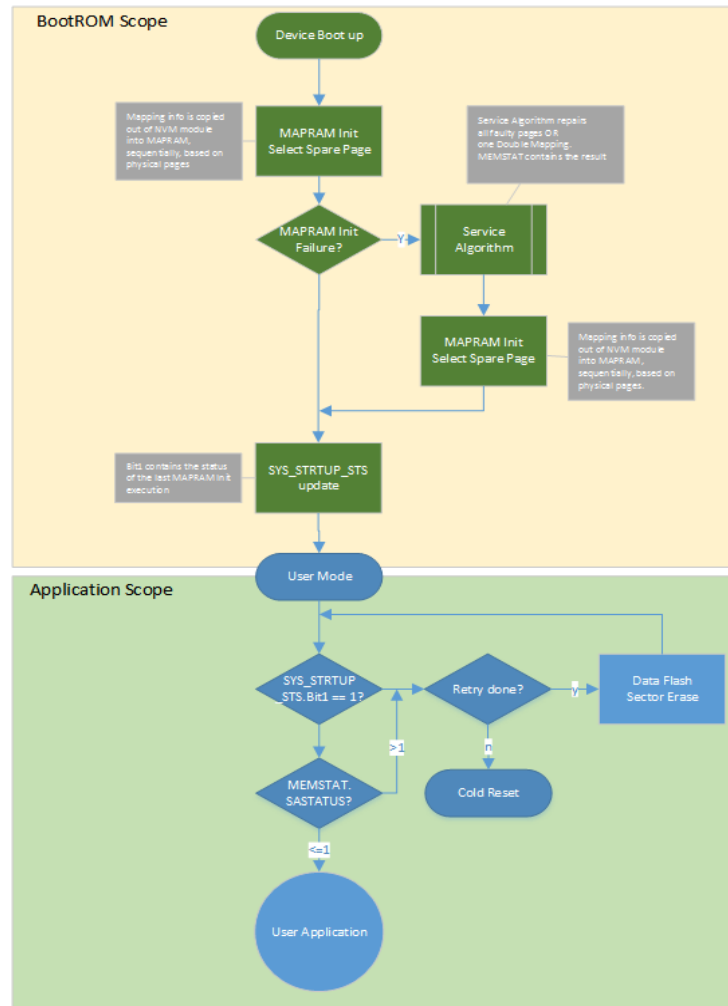 BootROM Scope
Device Boot up
Mapping info is copied
out of NVM module
into MAPRAM,
sequentially, based on
physical pages
MAPRAM Init
Select Spare Page
Service Algorithm repairs
all faulty pages OR
one Double Mapping.
MEMSTAT contains the result
MAPRAM Init
Failure?
Y
Service
Algorithm
MAPRAM Init
Select Spare Page
Mapping info is copied
out of NVM module
into MAPRAM,
sequentially, based on
physical pages.
Bit1 contains the status
of the last MAPRAM Init
execution
SYS_STRTUP_STS
update
User Mode
Application Scope
SYS_STRTUP
_STS.Bit1 == 1?
Retry done?
y
Data Flash
Sector Erase
>1
n
MEMSTAT.
SASTATUS?
Cold Reset
<=1
User Application